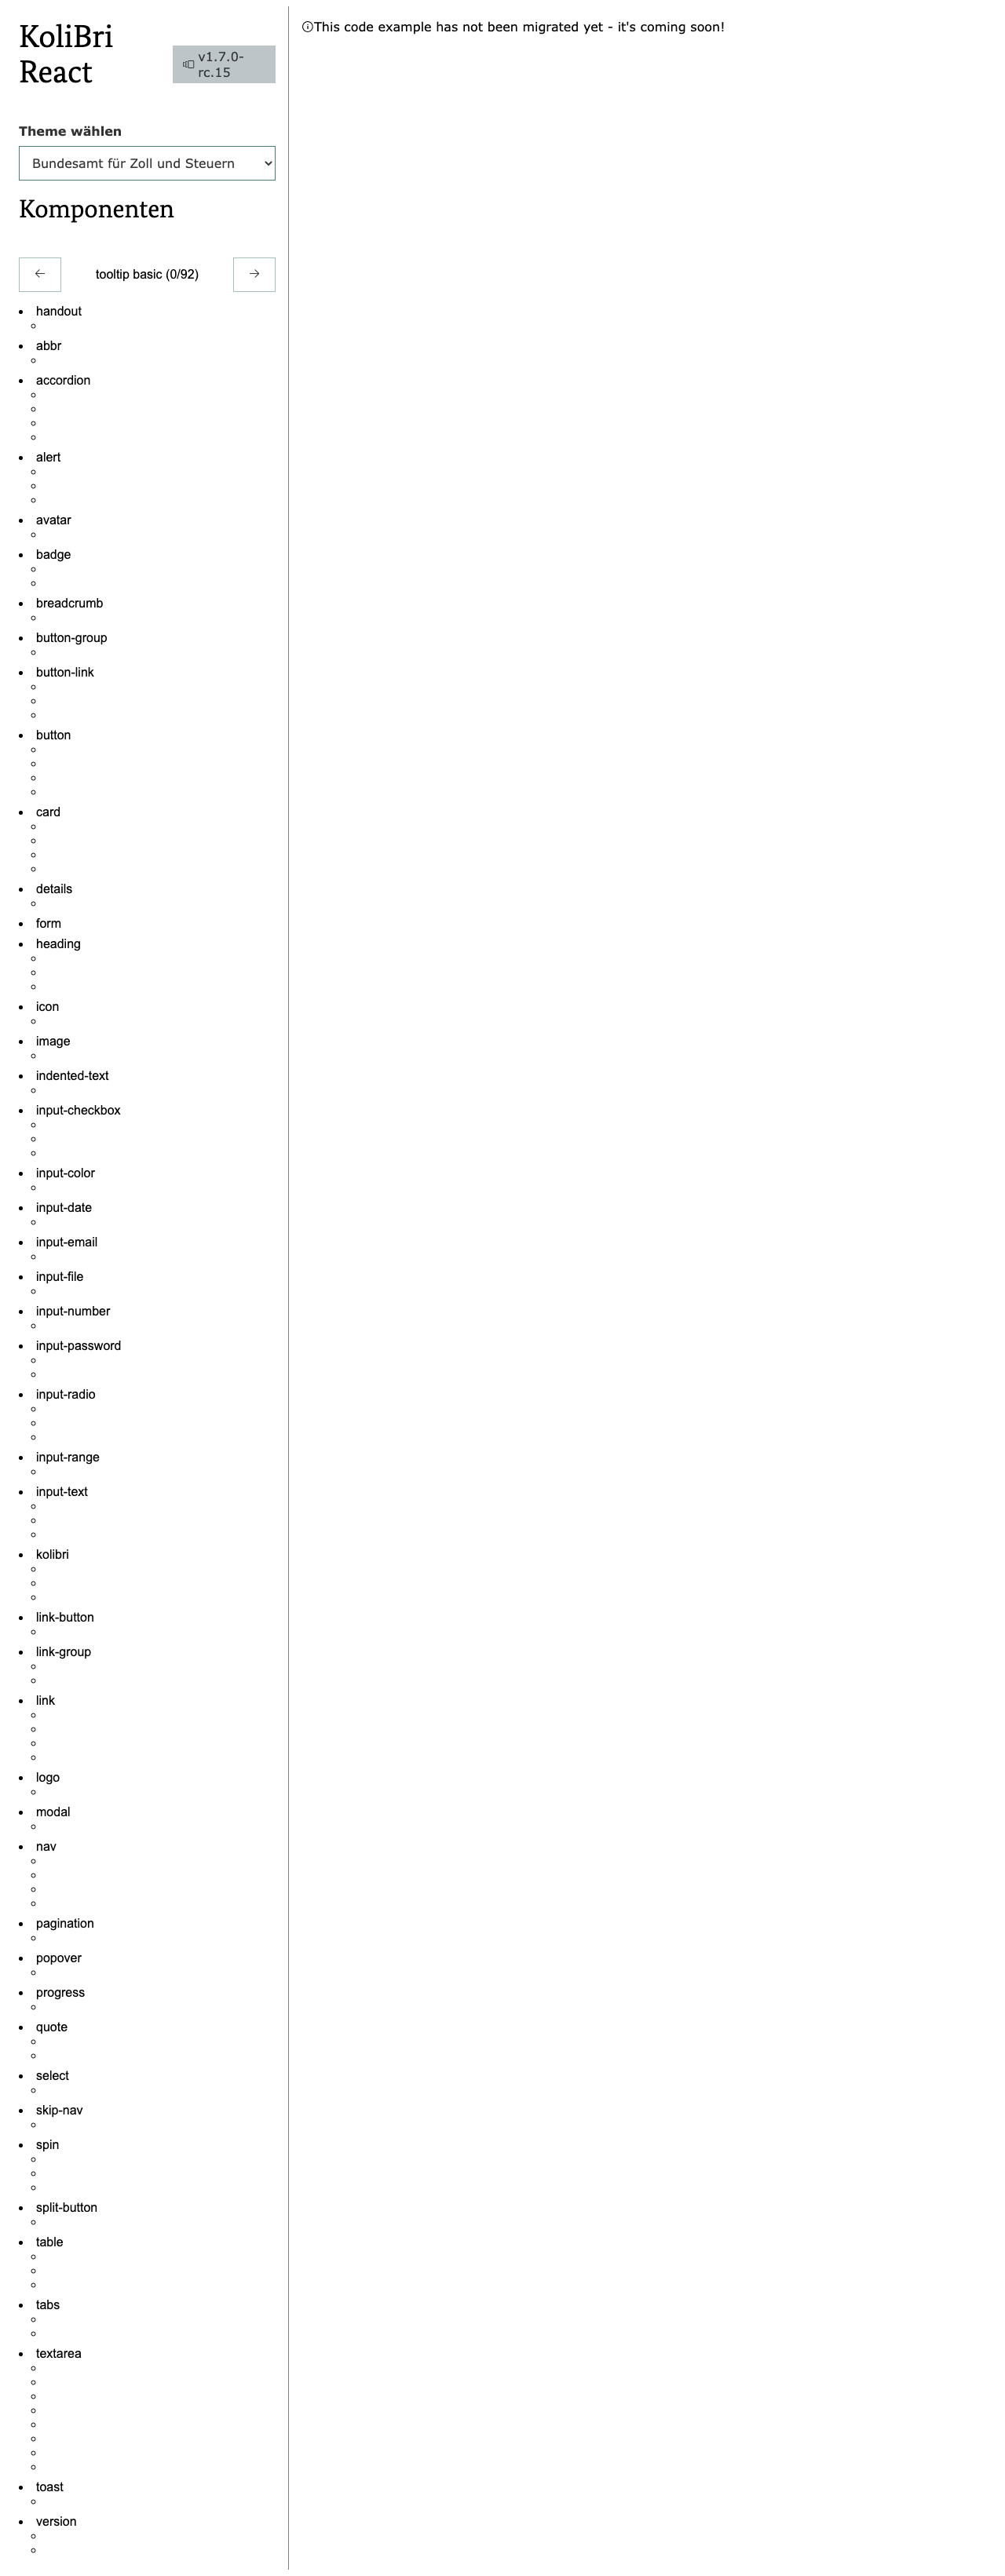 KoliBri
React
v1.7.0-
rc.15
Theme wählen
Bundesamt für Zoll und Steuern
Komponenten
← tooltip basic (0/92) →
handout
abbr
accordion
alert
avatar
badge
breadcrumb
button-group
button-link
button
card
details
form
heading
icon
image
indented-text
input-checkbox
input-color
input-date
input-email
input-file
input-number
input-password
input-radio
input-range
input-text
kolibri
link-button
link-group
link
logo
modal
nav
pagination
popover
progress
quote
select
skip-nav
spin
split-button
table
tabs
textarea
toast
version
This code example has not been migrated yet - it's coming soon!